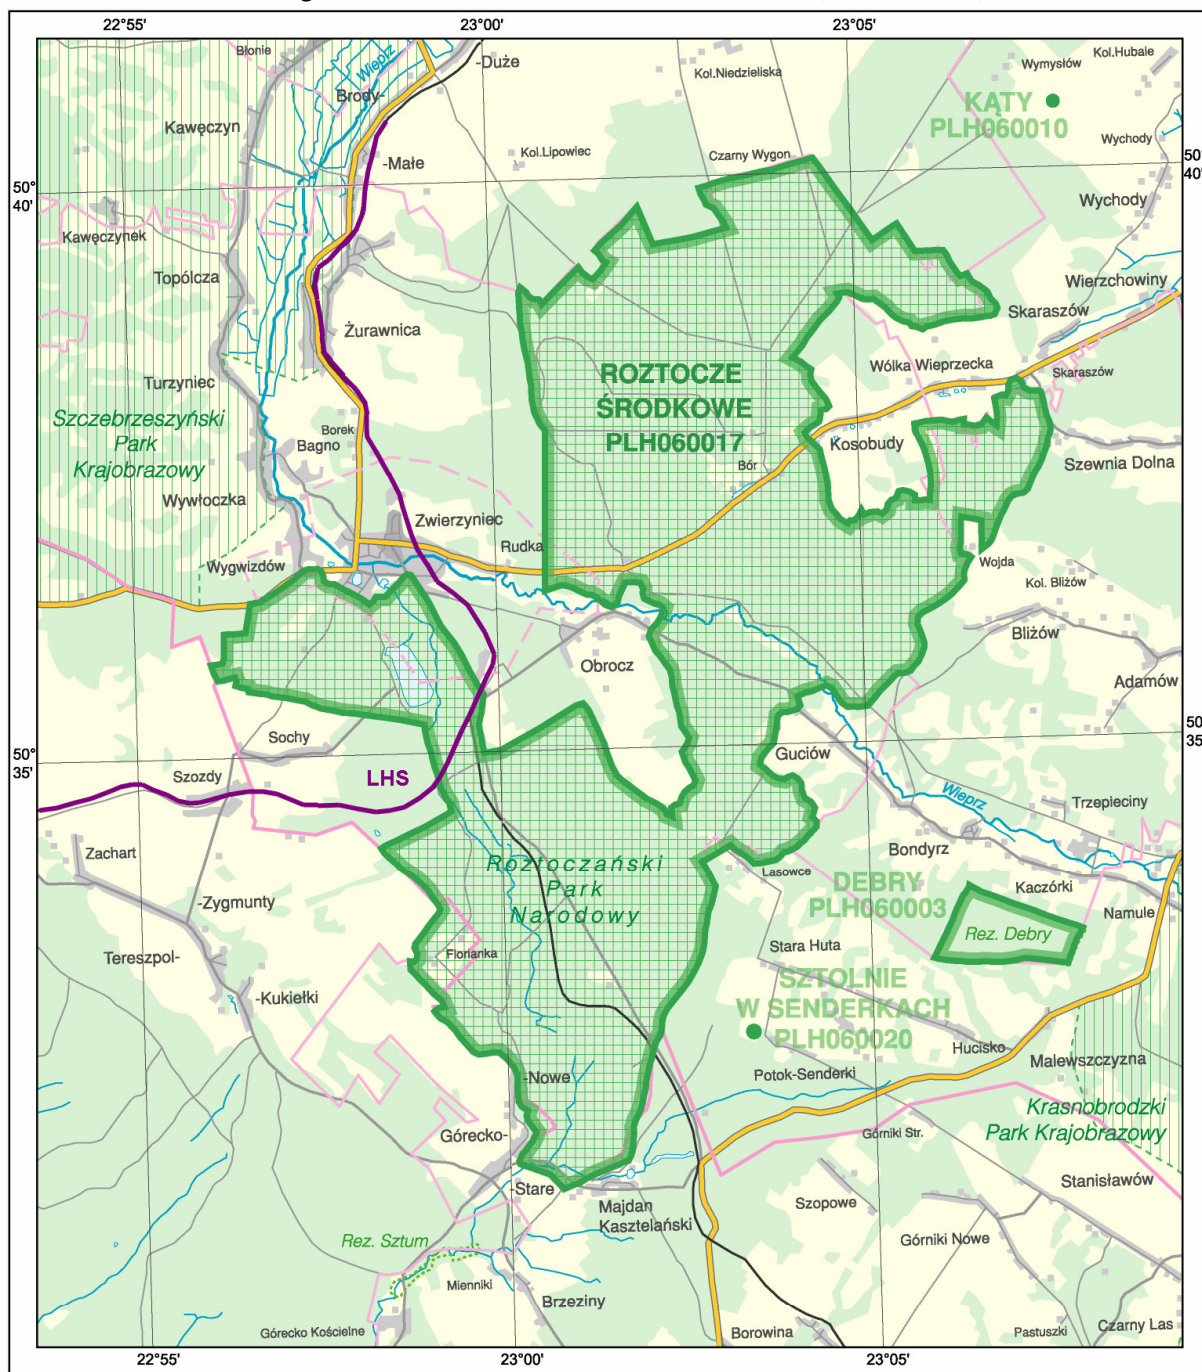 22°55'
23°00'
23°05'
Błonie
Wieprz
-Duże
Kol.Niedzieliska
Wymysłów
Kol.Hubale
Brody-
KĄTY
PLH060010
Kawęczyn
-Małe
Kol.Lipowiec
Czarny Wygon
Wychody
50°
40'
50°
40'
Wychody
Kawęczynek
Topólcza
Wierzchowiny
Skaraszów
Żurawnica
Wólka Wieprzecka
Skaraszów
Turzyniec
ROZTOCZE
ŚRODKOWE
PLH060017
Szczebrzeszyński
Park
Krajobrazowy
Borek
Bagno
Kosobudy
Bór
Szewnia Dolna
Wywłoczka
Zwierzyniec
Rudka
Wygwizdów
Wojda
Kol. Bliżów
Bliżów
Obrocz
Adamów
50°
35'
50°
35'
Sochy
Guciów
Szozdy
LHS
Wieprz
Trzepieciny
Zachart
Bondyrz
Roztoczański
Park
Narodowy
Lasowce
DEBRY
PLH060003
Kaczórki
-Zygmunty
Namule
Rez. Debry
Stara Huta
Tereszpol-
Florianka
SZTOLNIE
W SENDERKACH
PLH060020
-Kukiełki
Hucisko
Malewszczyzna
-Nowe
Potok-Senderki
Krasnobrodzki
Park Krajobrazowy
Górecko-
Górniki Str.
Stanisławów
-Stare
Majdan
Kasztelański
Szopowe
Rez. Sztum
Górniki Nowe
Mienniki
Brzeziny
Górecko Kościelne
Borowina
Pastuszki
Czarny Las
22°55'
23°00'
23°05'